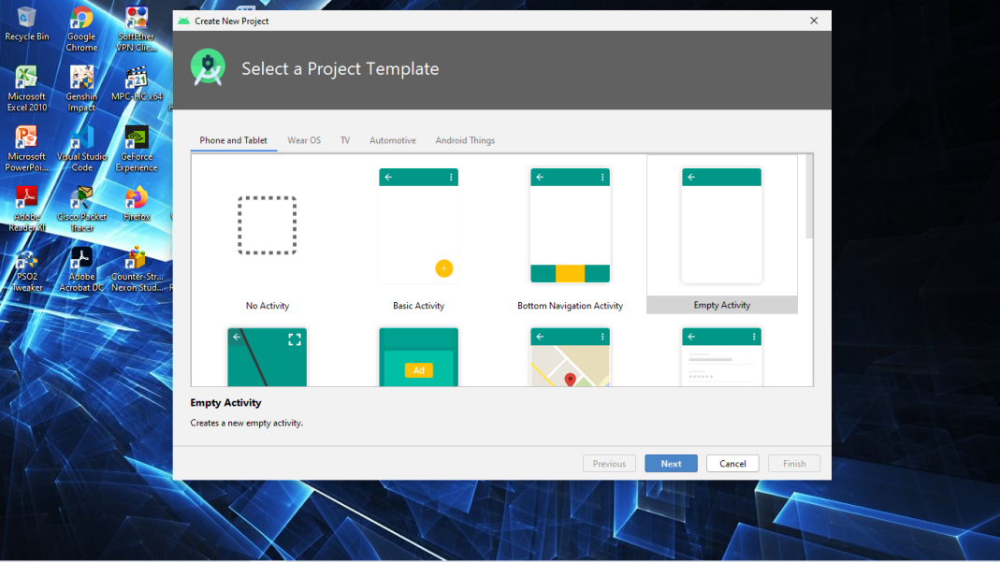 Create New Project
Select a Project Template
Phone and Tablet
Wear OS
TV
Automotive
Android Things
No Activity
Basic Activity
Bottom Navigation Activity
Empty Activity
Ad
Empty Activity
Creates a new empty activity.
Previous
Next
Cancel
Finish
Recycle Bin
Google
Chrome
SoftEther
VPN Clie...
Microsoft
Excel 2010
Genshin
Impact
MPC-HC x64
Microsoft
PowerPoi...
Visual Studio
Code
GeForce
Experience
Adobe
Reader XI
Cisco Packet
Tracer
Firefox
PSO2
Tweaker
Adobe
Acrobat DC
Counter-Str...
Nexon Stud...